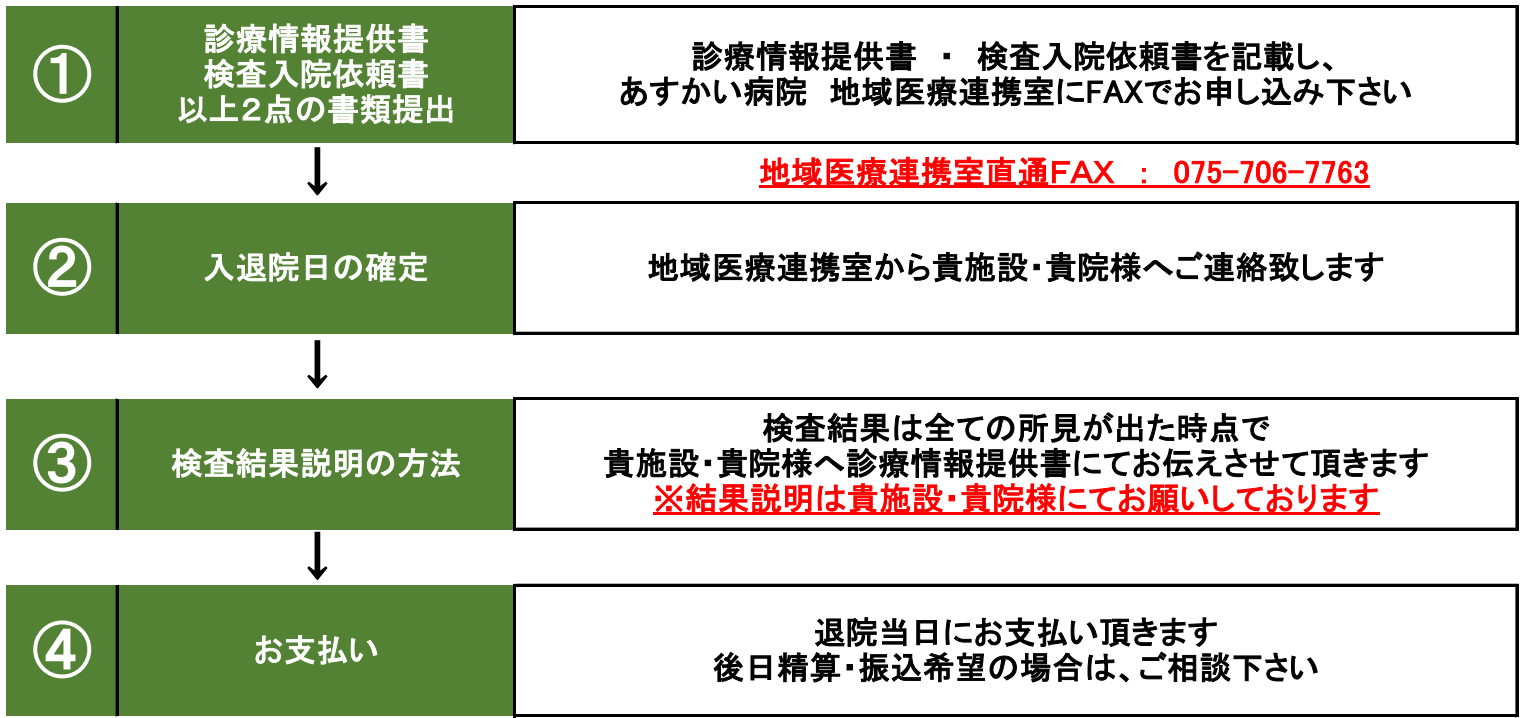 ①
診療情報提供書
検査入院依頼書
以上２点の書類提出
診療情報提供書　・　検査入院依頼書を記載し、
あすかい病院　地域医療連携室にFAXでお申し込み下さい
↓
地域医療連携室直通ＦＡＸ　：　075-706-7763
②
入退院日の確定
地域医療連携室から貴施設・貴院様へご連絡致します
↓
③
検査結果説明の方法
検査結果は全ての所見が出た時点で
貴施設・貴院様へ診療情報提供書にてお伝えさせて頂きます
※結果説明は貴施設・貴院様にてお願いしております
↓
④
お支払い
退院当日にお支払い頂きます
後日精算・振込希望の場合は、ご相談下さい